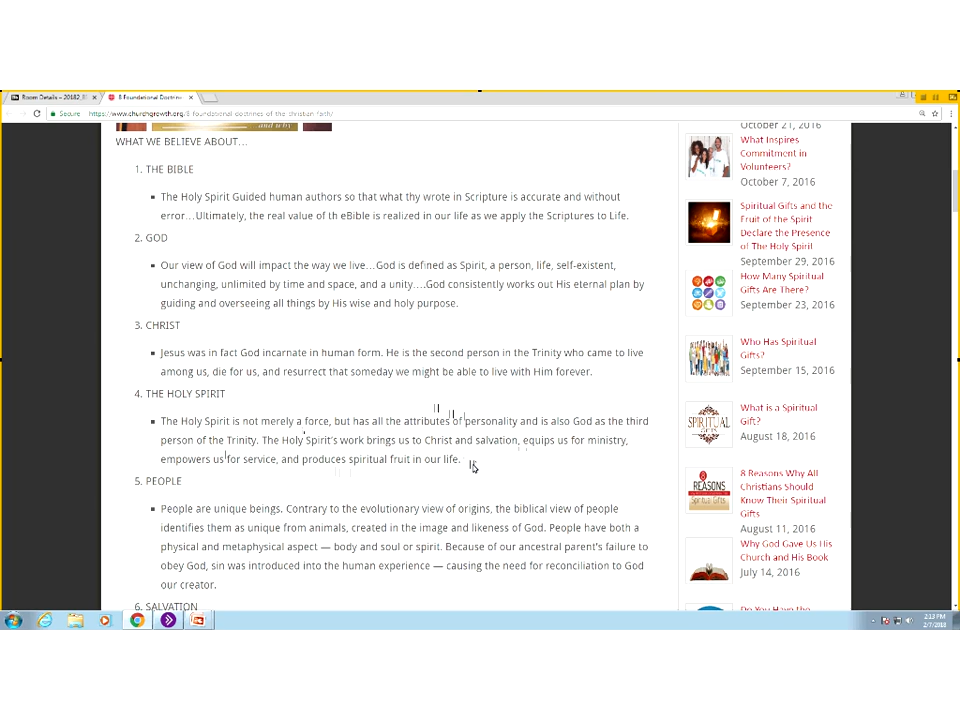 Room Details – 20182_
8 Foundational Doctrin
Secure
https://www.churchgrowth.org/8-foundational-doctrines-of-the-christian-faith/
and why
WHAT WE BELIEVE ABOUT…
1. THE BIBLE
The Holy Spirit Guided human authors so that what thy wrote in Scripture is accurate and without
error…Ultimately, the real value of th eBible is realized in our life as we apply the Scriptures to Life.
2. GOD
Our view of God will impact the way we live…God is defined as Spirit, a person, life, self-existent,
unchanging, unlimited by time and space, and a unity….God consistently works out His eternal plan by
guiding and overseeing all things by His wise and holy purpose.
3. CHRIST
Jesus was in fact God incarnate in human form. He is the second person in the Trinity who came to live
among us, die for us, and resurrect that someday we might be able to live with Him forever.
4. THE HOLY SPIRIT
The Holy Spirit is not merely a force, but has all the attributes of personality and is also God as the third
person of the Trinity. The Holy Spirit's work brings us to Christ and salvation, equips us for ministry,
empowers us for service, and produces spiritual fruit in our life.
5. PEOPLE
People are unique beings. Contrary to the evolutionary view of origins, the biblical view of people
identifies them as unique from animals, created in the image and likeness of God. People have both a
physical and metaphysical aspect — body and soul or spirit. Because of our ancestral parent's failure to
obey God, sin was introduced into the human experience — causing the need for reconciliation to God
our creator.
6. SALVATION
October 21, 2016
What Inspires
Commitment in
Volunteers?
October 7, 2016
Spiritual Gifts and the
Fruit of the Spirit
Declare the Presence
of The Holy Spirit
September 29, 2016
How Many Spiritual
Gifts Are There?
September 23, 2016
Who Has Spiritual
Gifts?
September 15, 2016
SPIRITUAL
GIFTS
What is a Spiritual
Gift?
August 18, 2016
8
REASONS
Spiritual Gifts
8 Reasons Why All
Christians Should
Know Their Spiritual
Gifts
August 11, 2016
Why God Gave Us His
Church and His Book
July 14, 2016
Do You Have the
2:13 PM
2/7/2018